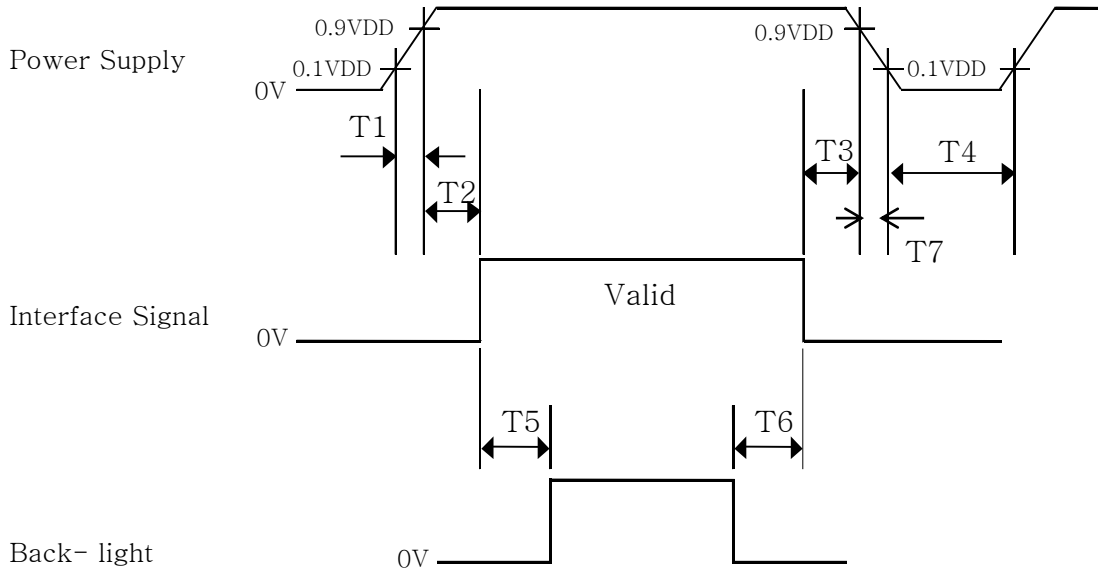 0.9VDD
0.9VDD
Power Supply
0.1VDD
0.1VDD
0V
T1
T3
T4
T2
T7
Valid
Interface Signal
0V
T5
T6
Back- light
0V